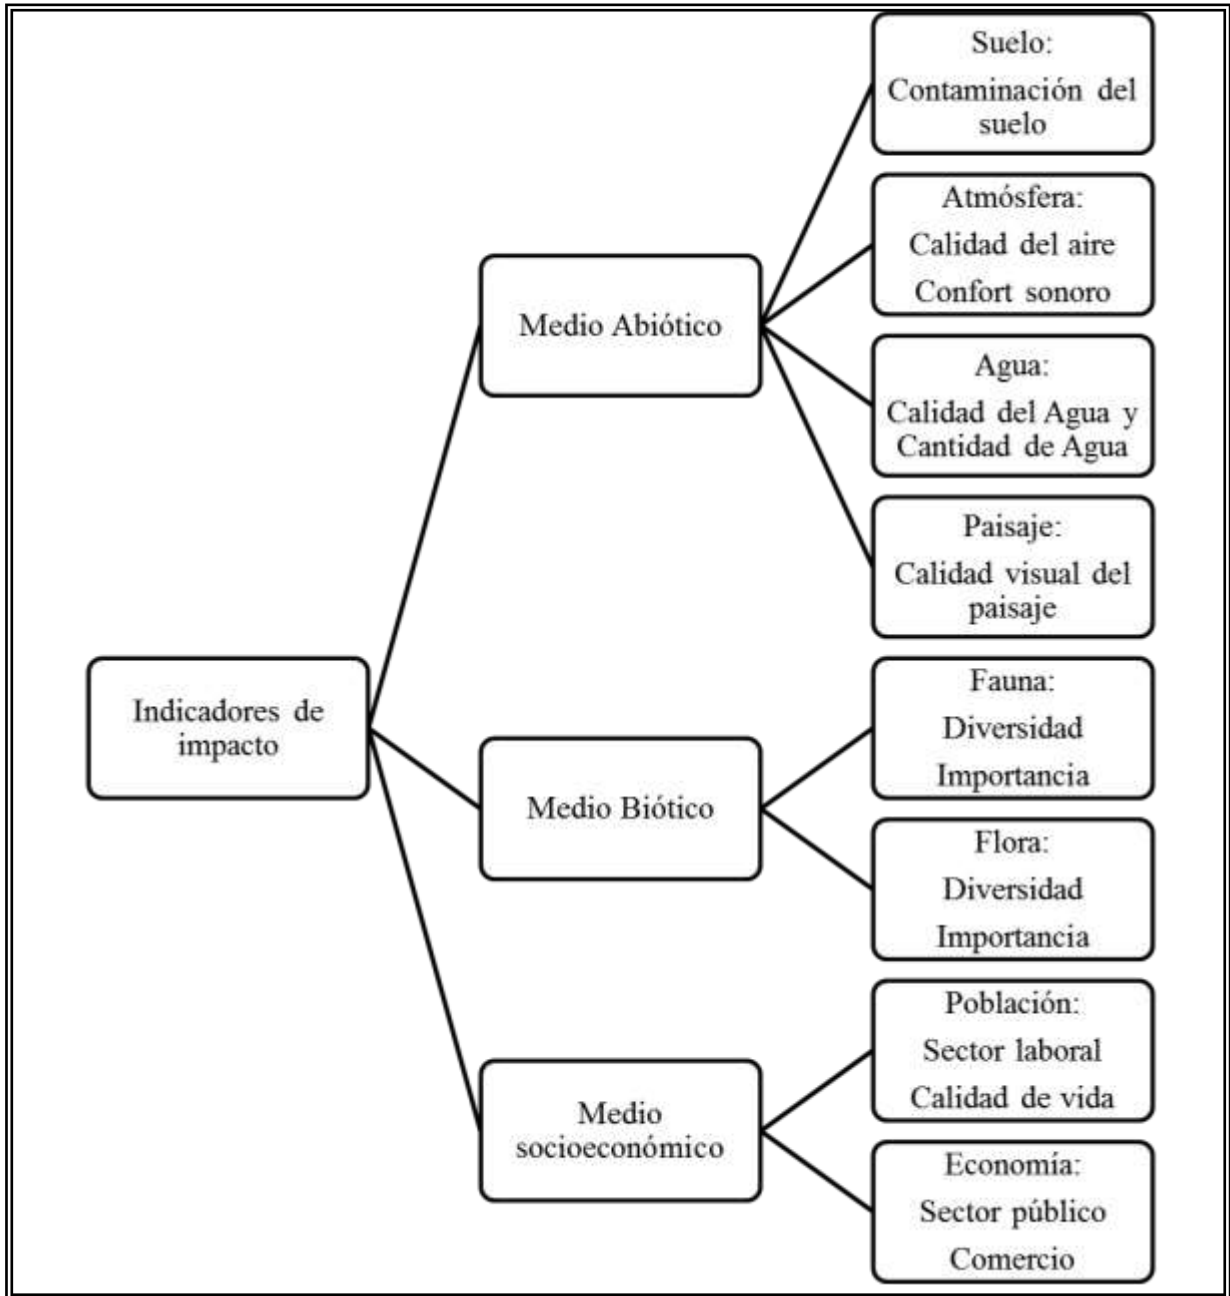 Suelo:
Contaminación del
suelo
Atmósfera:
Calidad del aire
Confort sonoro
Medio Abiótico
Agua:
Calidad del Agua y
Cantidad de Agua
Paisaje:
Calidad visual del
paisaje
Indicadores de
impacto
Fauna:
Diversidad
Importancia
Medio Biótico
Flora:
Diversidad
Importancia
Población:
Sector laboral
Calidad de vida
Medio
socioeconómico
Economía:
Sector público
Comercio